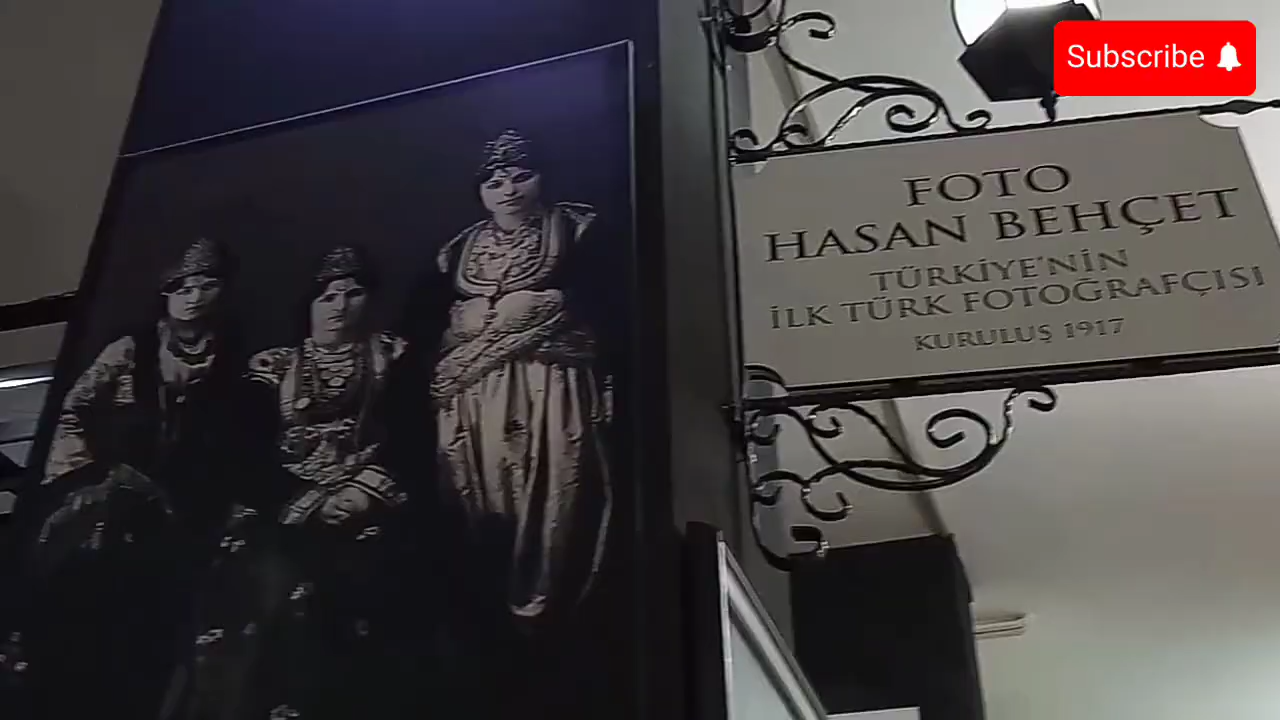 Subscribe
FOTO
HASAN BEHÇET
TÜRKİYE'NİN
İLK TÜRK FOTOĞRAFÇISI
KURULUŞ 1917